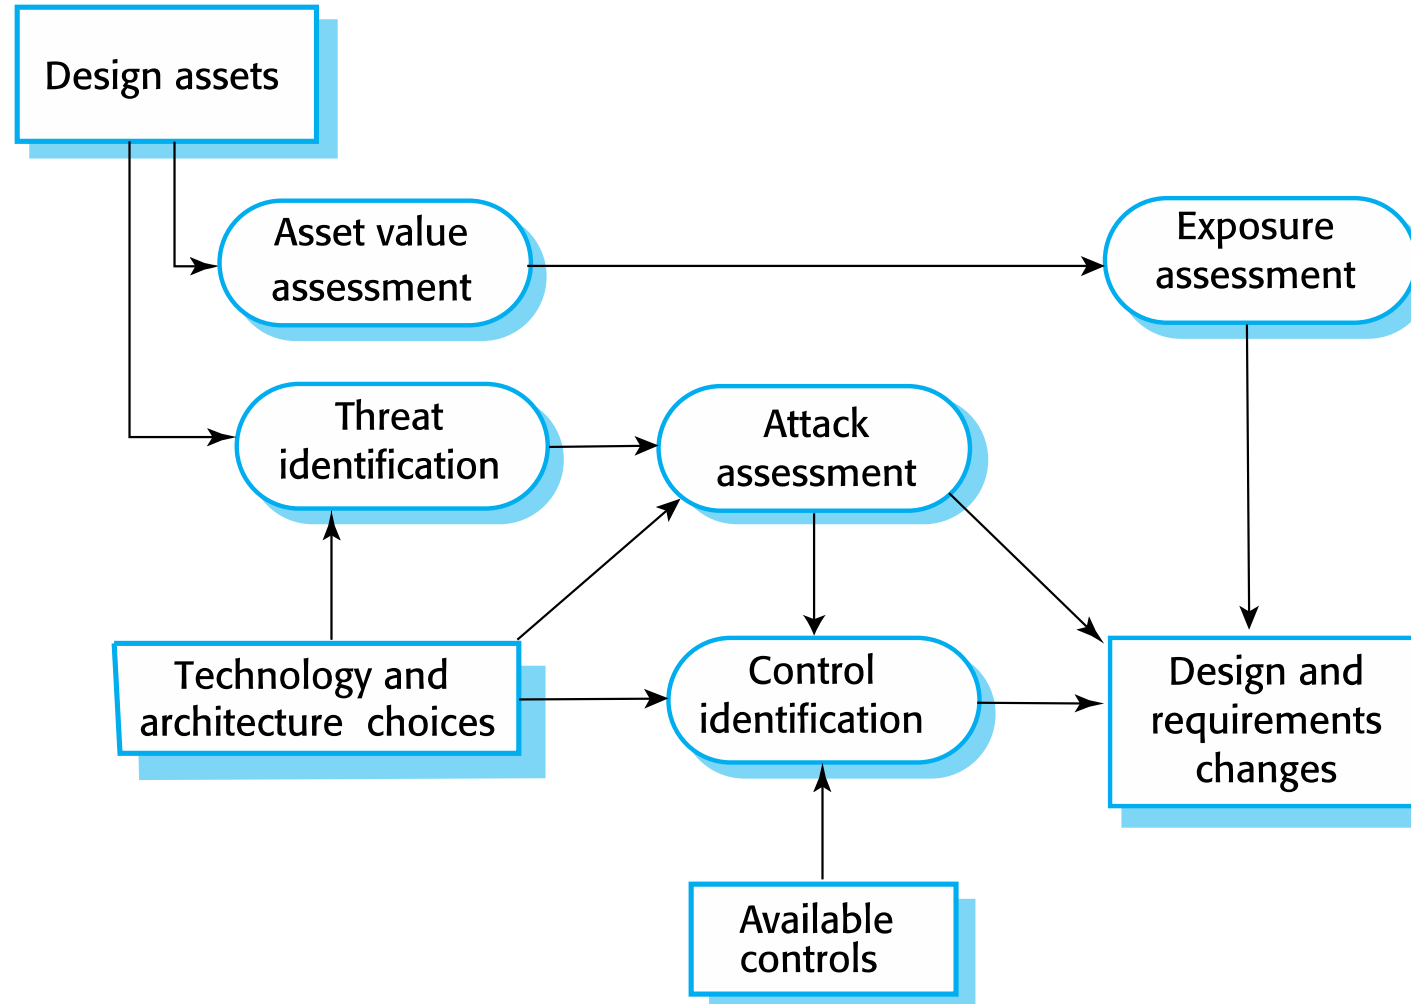 Design assets
Asset value
assessment
Exposure
assessment
Threat
identification
Attack
assessment
Technology and
architecture choices
Control
identification
Design and
requirements
changes
Available
controls